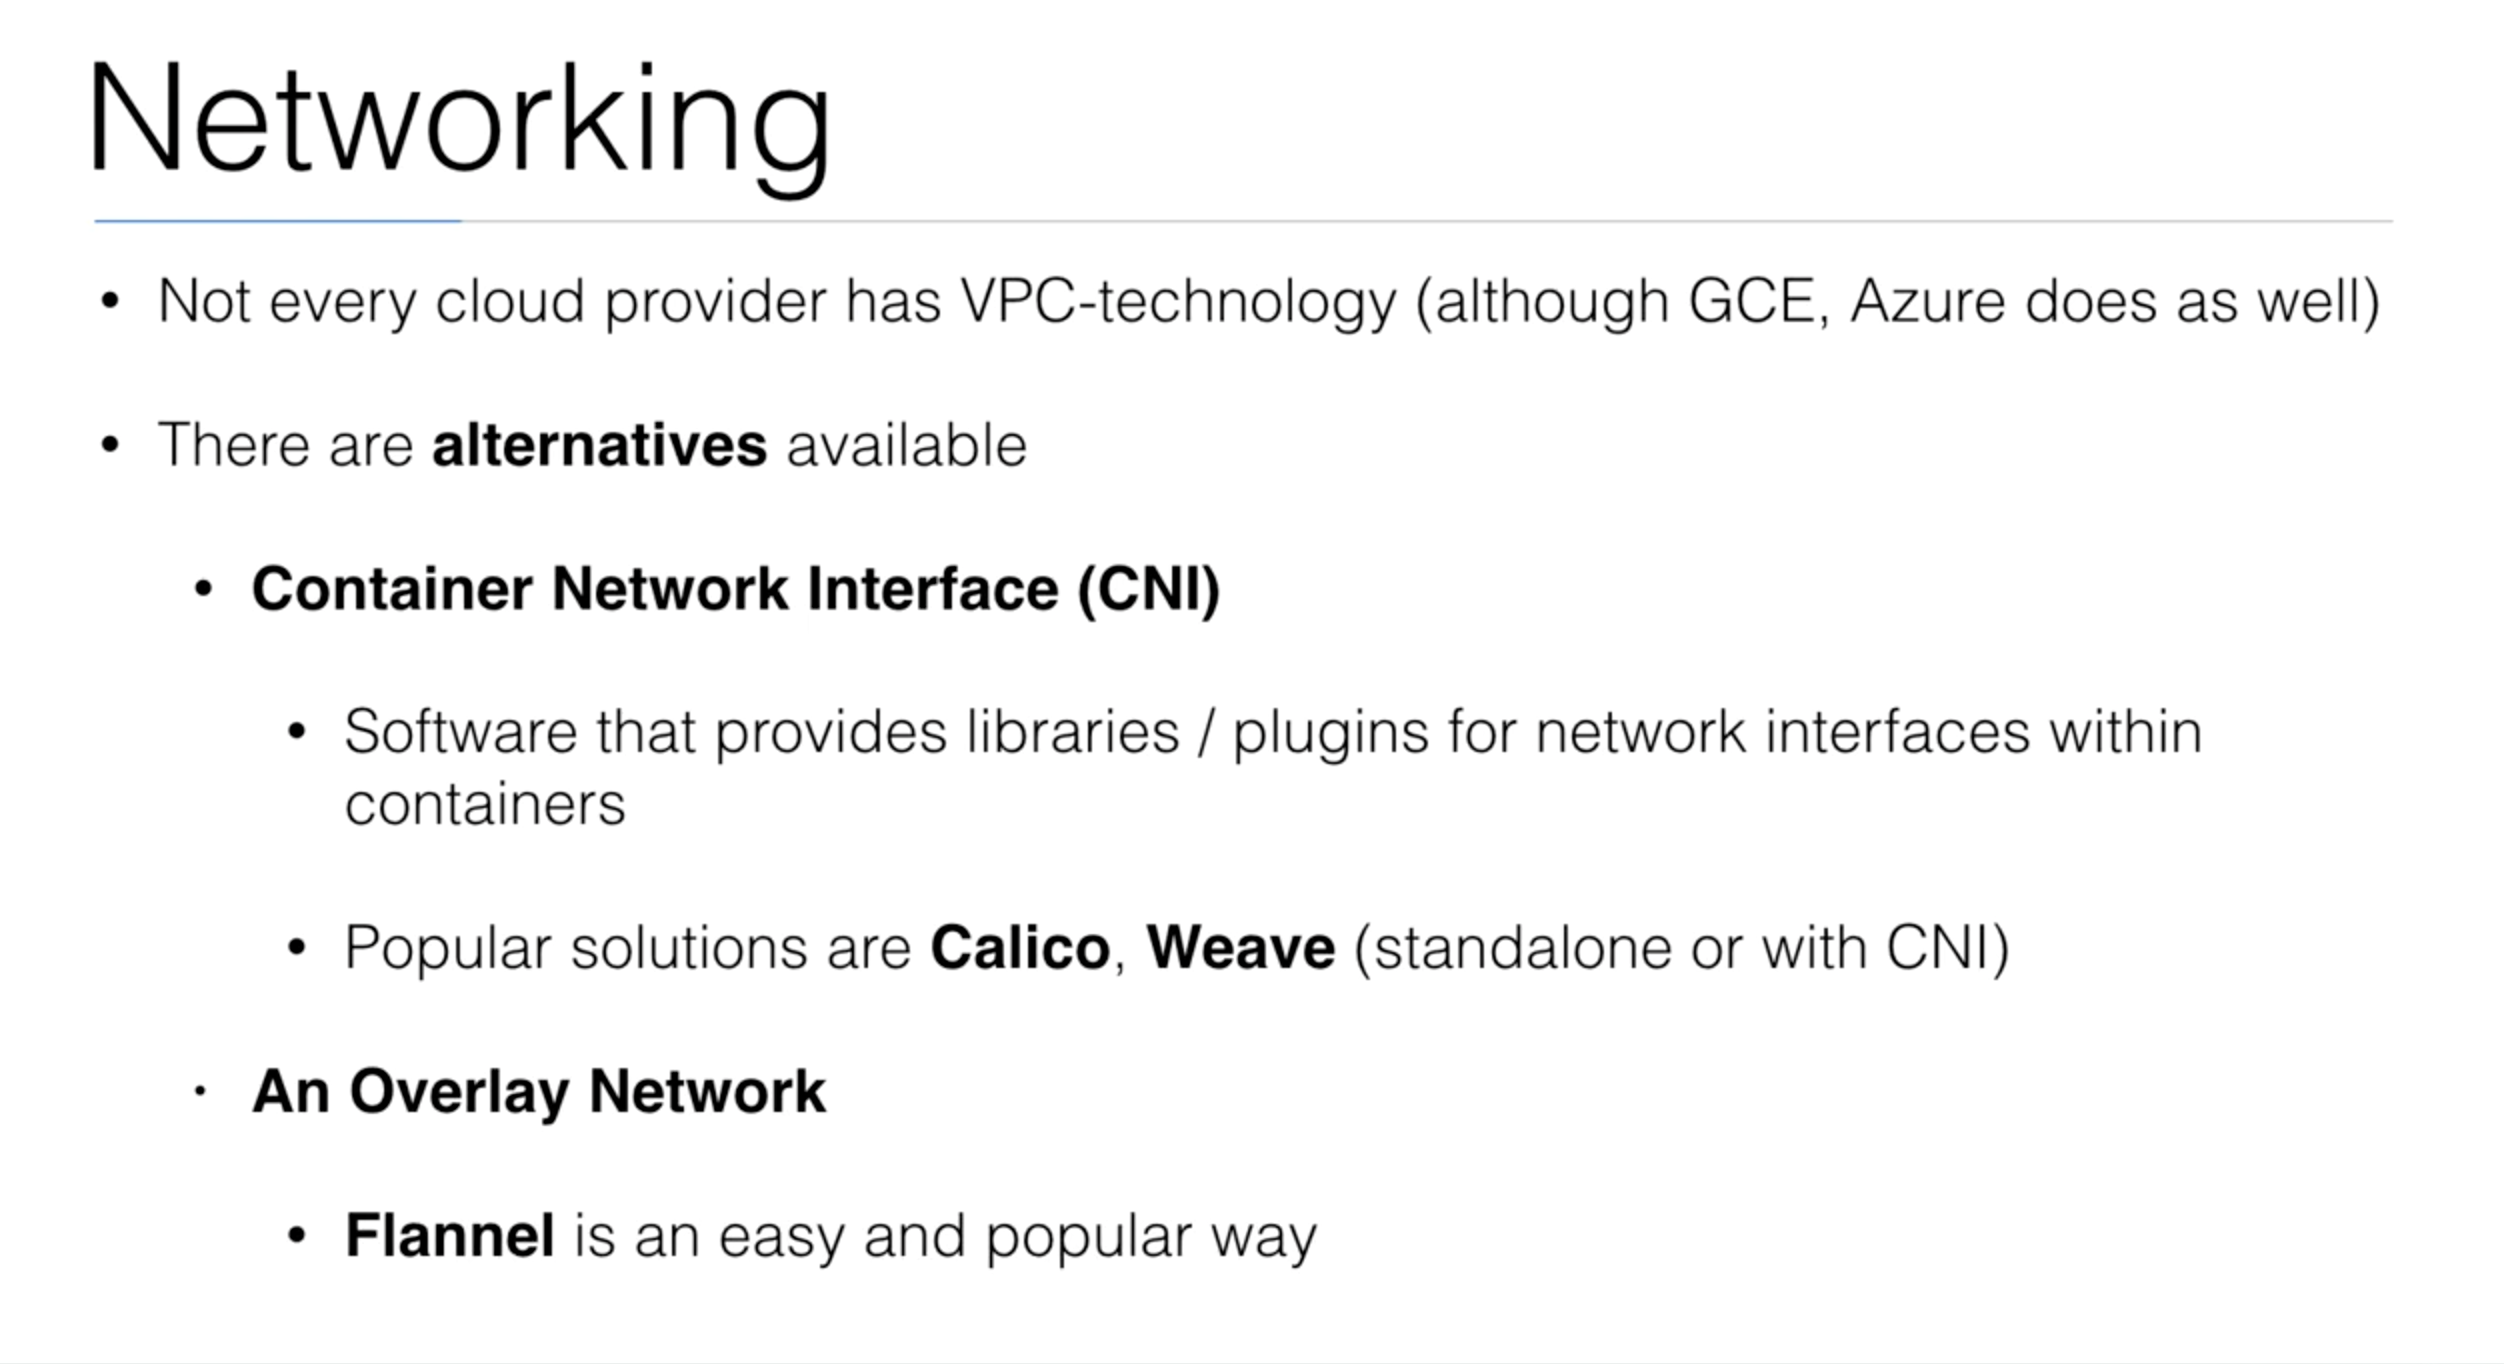 Networking
• Not every cloud provider has VPC-technology (although GCE, Azure does as well)
• There are alternatives available
• Container Network Interface (CNI)
• Software that provides libraries / plugins for network interfaces within
containers
• Popular solutions are Calico, Weave (standalone or with CNI)
• An Overlay Network
• Flannel is an easy and popular way